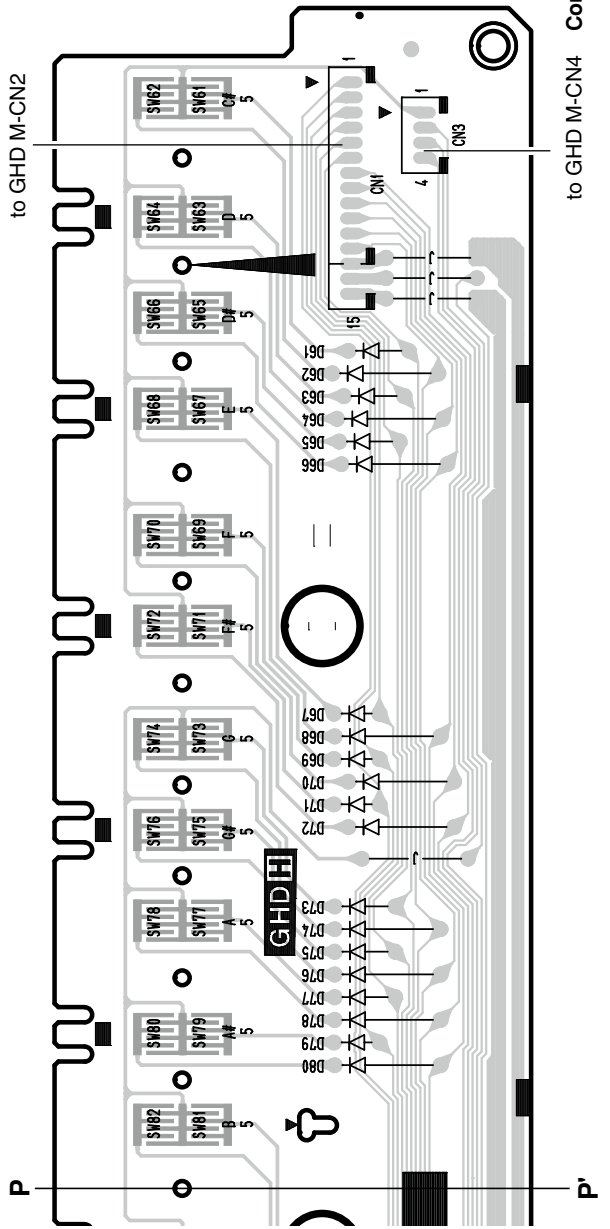 to GHD M-CN2
to GHD M-CN4
SW62 SW61 C# 5
SW64 SW63 D 5
SW66 SW65 D# 5
SW68 SW67 E 5
SW70 SW69 F 5
SW72 SW71 F# 5
SW74 SW73 G 5
SW76 SW75 G# 5
SW78 SW77 A 5
SW80 SW79 A# 5
SW82 SW81 B 5
1 CN1 15
1 CN3 4
J
J
J
D61
D62
D63
D64
D65
D66
D67
D68
D69
D70
D71
D72
J
GHD H
D73
D74
D75
D76
D77
D78
D79
D80
P
P'